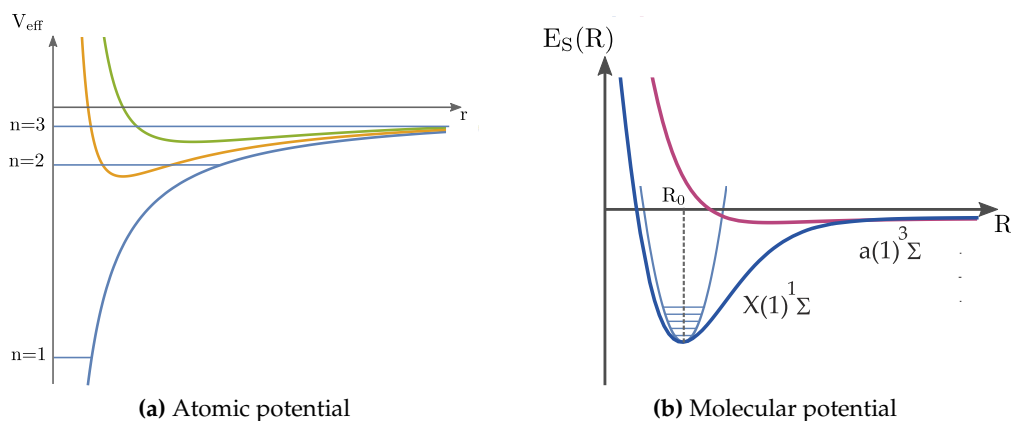 V_eff
r
n=3
n=2
n=1
(a) Atomic potential
E_S(R)
R_0
R
a(1)^3Σ
X(1)^1Σ
(b) Molecular potential